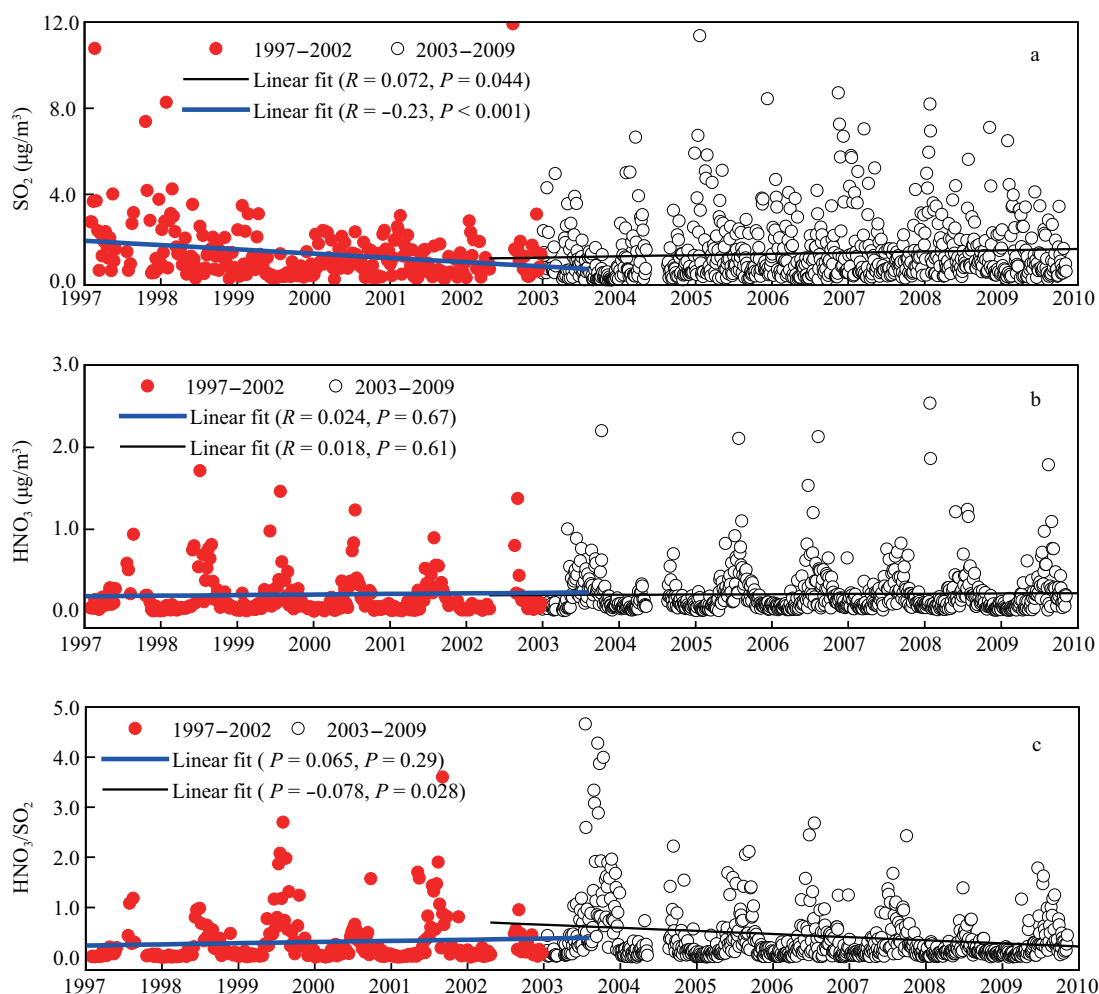 12.0
1997−2002 2003−2009
a
Linear fit (R = 0.072, P = 0.044)
Linear fit (R = −0.23, P < 0.001)
8.0
SO₂ (μg/m³)
4.0
0.0
1997 1998 1999 2000 2001 2002 2003 2004 2005 2006 2007 2008 2009 2010
3.0
1997−2002 2003−2009
b
Linear fit (R = 0.024, P = 0.67)
Linear fit (R = 0.018, P = 0.61)
2.0
HNO₃ (μg/m³)
1.0
0.0
1997 1998 1999 2000 2001 2002 2003 2004 2005 2006 2007 2008 2009 2010
5.0
1997−2002 2003−2009
c
Linear fit ( P = 0.065, P = 0.29)
4.0
Linear fit ( P = −0.078, P = 0.028)
3.0
HNO₃/SO₂
2.0
1.0
0.0
1997 1998 1999 2000 2001 2002 2003 2004 2005 2006 2007 2008 2009 2010